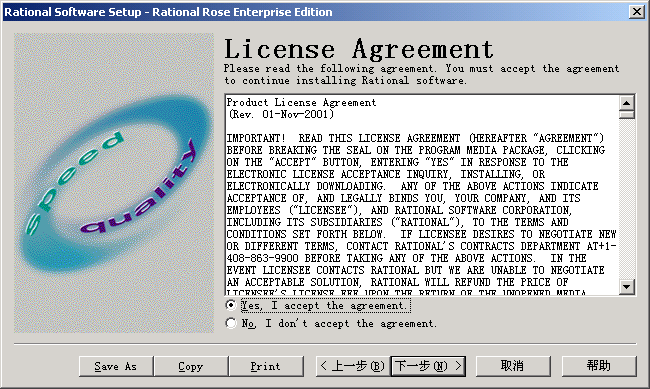 Rational Software Setup - Rational Rose Enterprise Edition
speed
quality
License Agreement
Please read the following agreement. You must accept the agreement
to continue installing Rational software.
Product License Agreement
(Rev. 01-Nov-2001)
IMPORTANT!  READ THIS LICENSE AGREEMENT (HEREAFTER "AGREEMENT")
BEFORE BREAKING THE SEAL ON THE PROGRAM MEDIA PACKAGE, CLICKING
ON THE "ACCEPT" BUTTON, ENTERING "YES" IN RESPONSE TO THE
ELECTRONIC LICENSE ACCEPTANCE INQUIRY, INSTALLING, OR
ELECTRONICALLY DOWNLOADING.  ANY OF THE ABOVE ACTIONS INDICATE
ACCEPTANCE OF, AND LEGALLY BINDS YOU, YOUR COMPANY, AND ITS
EMPLOYEES ("LICENSEE"), AND RATIONAL SOFTWARE CORPORATION,
INCLUDING ITS SUBSIDIARIES ("RATIONAL"), TO THE TERMS AND
CONDITIONS SET FORTH BELOW.  IF LICENSEE DESIRES TO NEGOTIATE NEW
OR DIFFERENT TERMS, CONTACT RATIONAL'S CONTRACTS DEPARTMENT AT+1-
408-863-9900 BEFORE TAKING ANY OF THE ABOVE ACTIONS.  IN THE
EVENT LICENSEE CONTACTS RATIONAL BUT WE ARE UNABLE TO NEGOTIATE
AN ACCEPTABLE SOLUTION, RATIONAL WILL REFUND THE PRICE OF
LICENSEE'S LICENSE FEE UPON THE RETURN OF THE UNOPENED MEDIA
Yes, I accept the agreement.
No, I don't accept the agreement.
Save As
Copy
Print
< 上一步(B)
下一步(N) >
取消
帮助